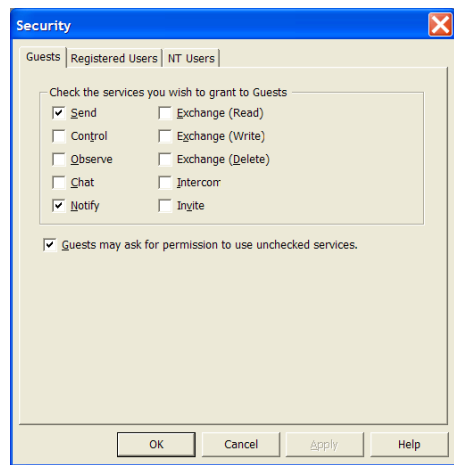 Security
Guests Registered Users NT Users
Check the services you wish to grant to Guests
Send Exchange (Read)
Control Exchange (Write)
Observe Exchange (Delete)
Chat Intercom
Notify Invite
Guests may ask for permission to use unchecked services.
OK Cancel Apply Help